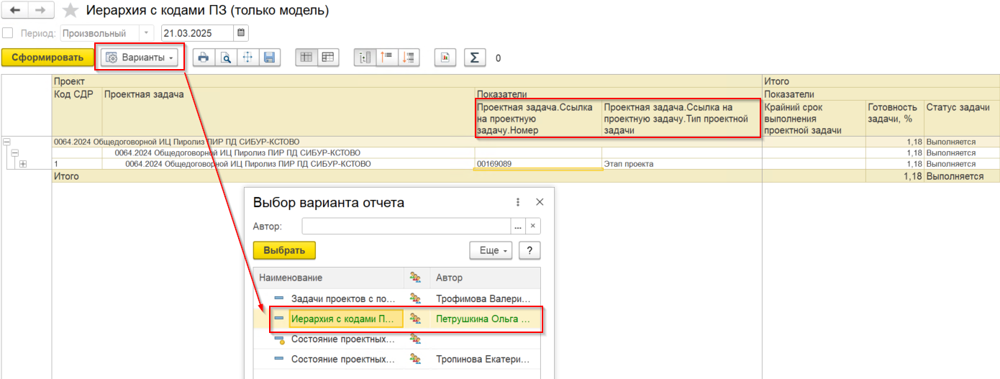 Иерархия с кодами ПЗ (только модель)
Период: Произвольный 21.03.2025
Сформировать Варианты Σ 0
Проект Итого
Код СДР Проектная задача Показатели Показатели
Проектная задача.Ссылка на проектную задачу.Номер
Проектная задача.Ссылка на проектную задачу.Тип проектной задачи
Крайний срок выполнения проектной задачи
Готовность задачи, %
Статус задачи
0064.2024 Общедоговорной ИЦ Пиролиз ПИР ПД СИБУР-КСТОВО 1,18 Выполняется
0064.2024 Общедоговорной ИЦ Пиролиз ПИР ПД СИБУР-КСТОВО 1,18 Выполняется
1 0064.2024 Общедоговорной ИЦ Пиролиз ПИР ПД СИБУР-КСТОВО 00169089 Этап проекта 1,18 Выполняется
Итого 1,18 Выполняется
Выбор варианта отчета
Автор: ... ×
Выбрать Еще ?
Наименование Автор
Задачи проектов с по... Трофимова Валери...
Иерархия с кодами П... Петрушкина Ольга ...
Состояние проектных...
Состояние проектных... Тропинова Екатери...